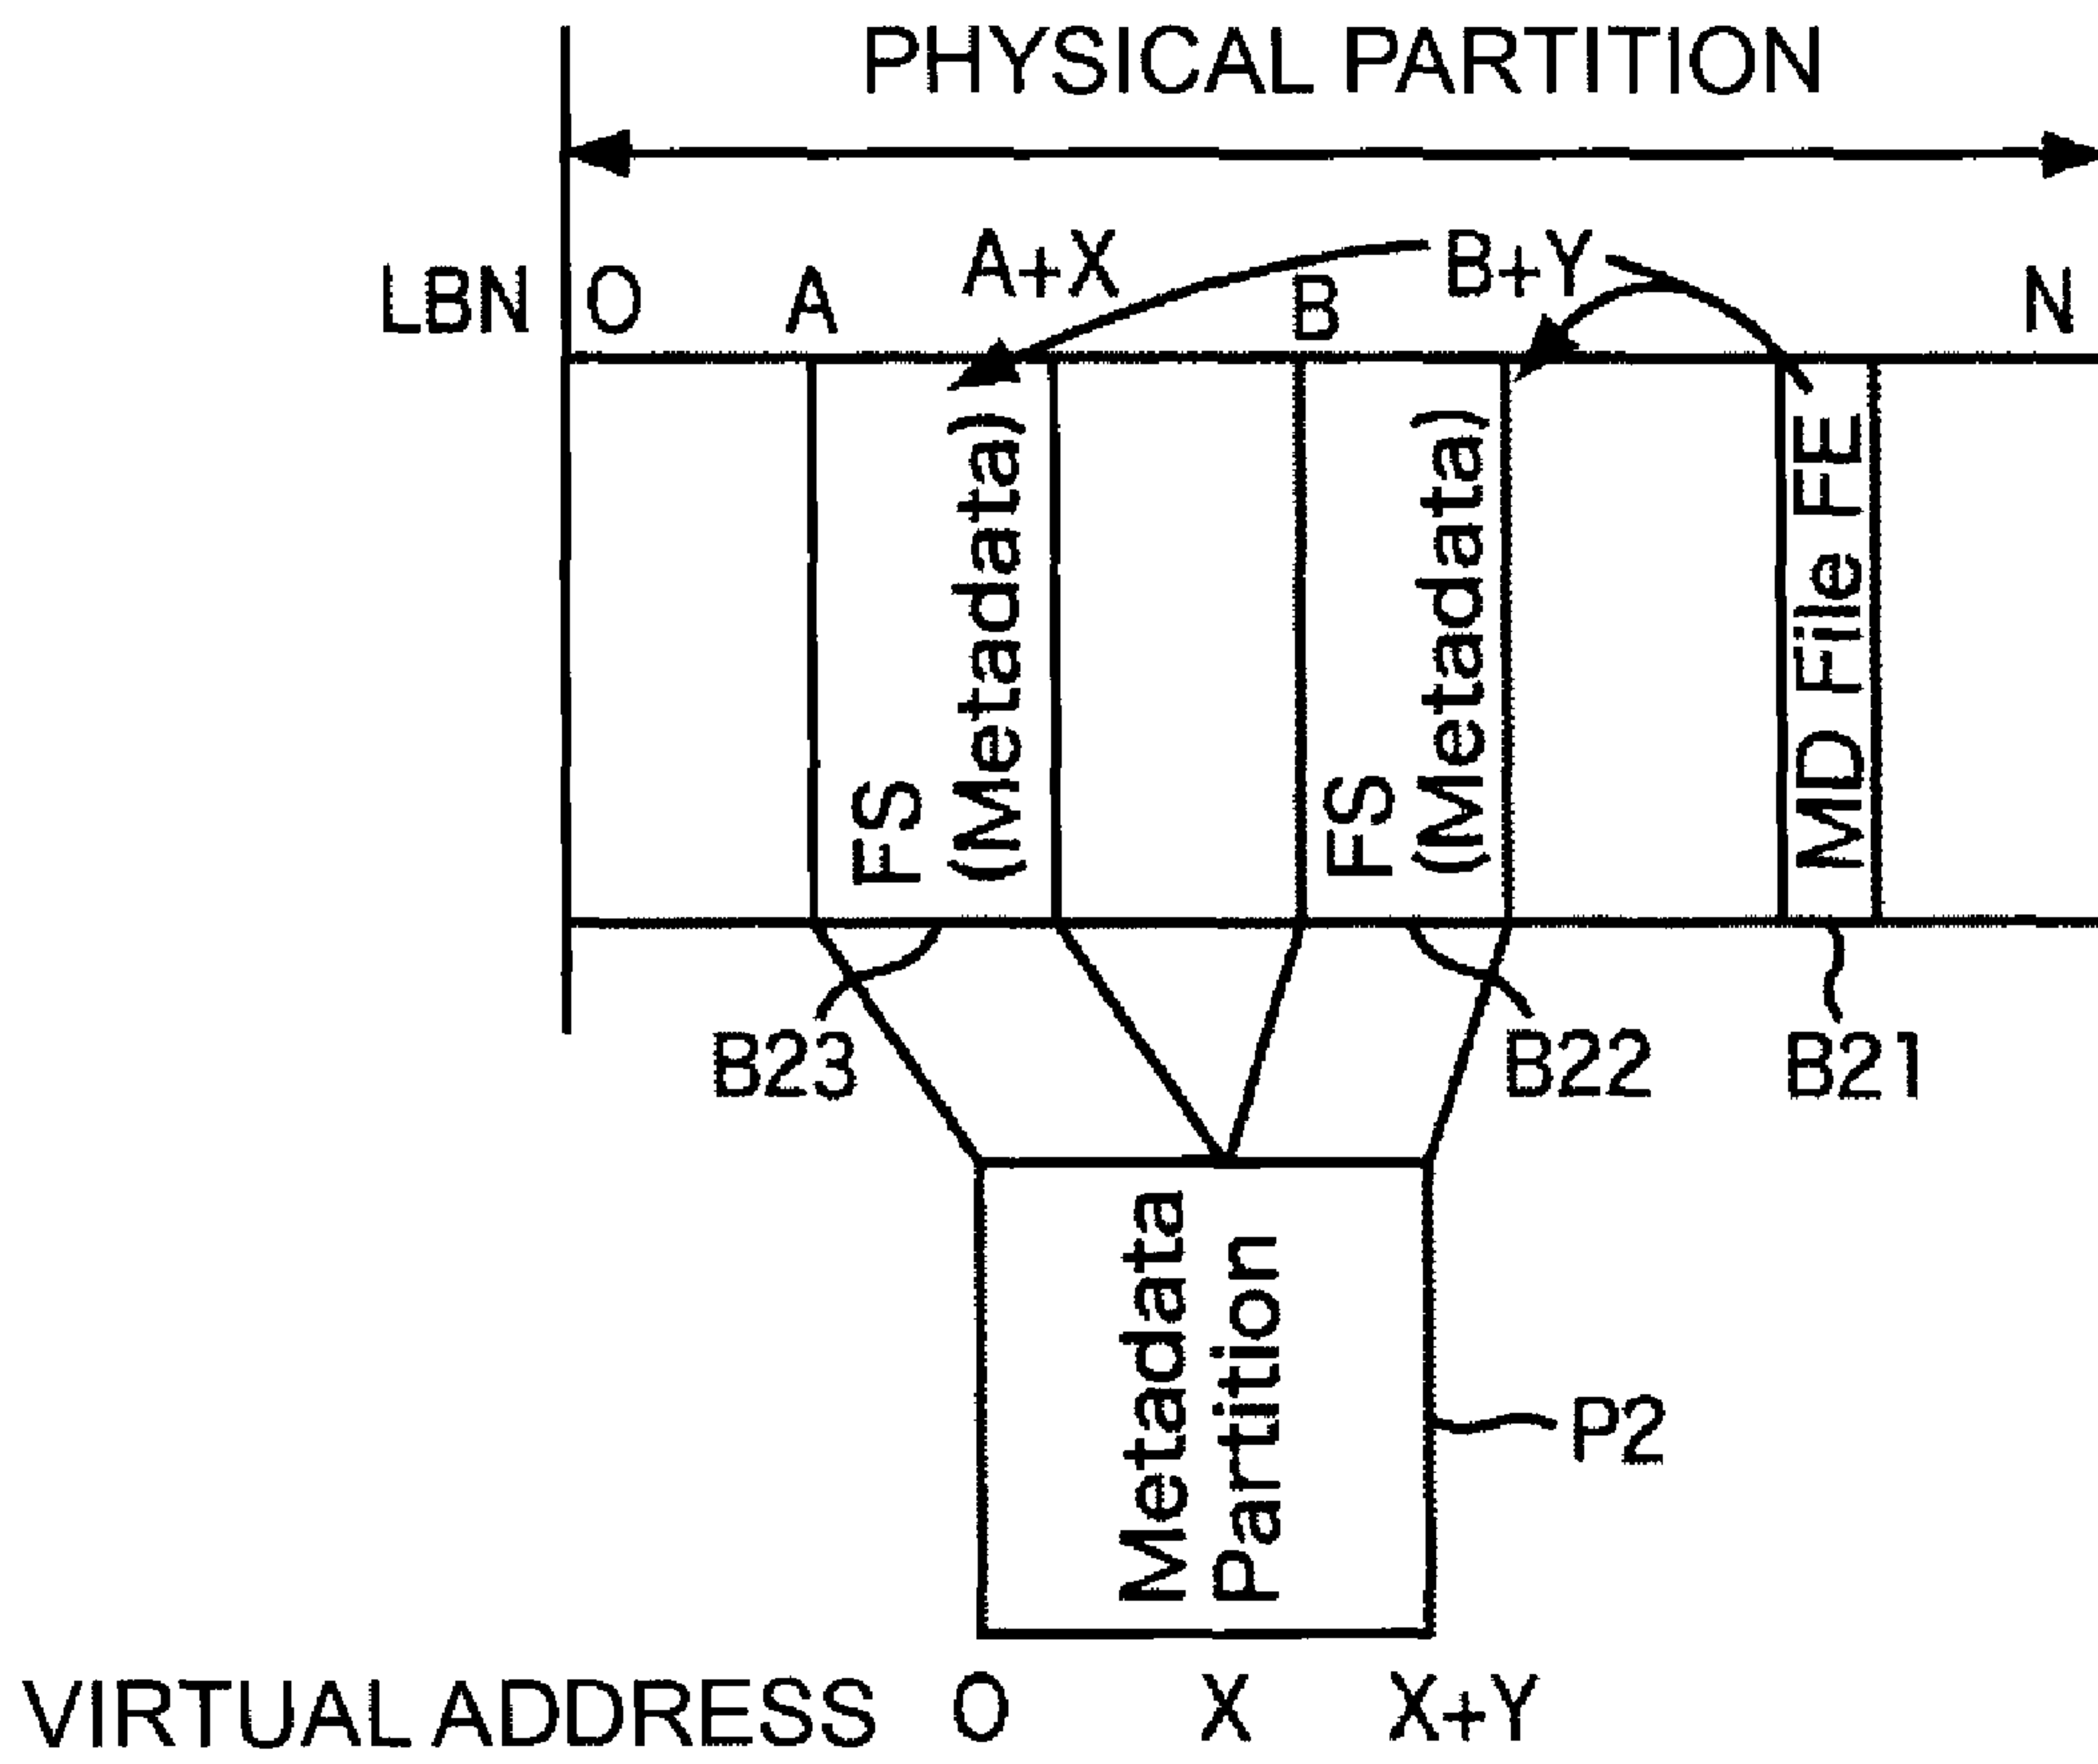 PHYSICAL PARTITION
LBN O A A+X B B+Y N
FS
(Metadata)
FS
(Metadata)
MD File FE
B23 B22 B21
Metadata
Partition
P2
VIRTUAL ADDRESS O X X+Y